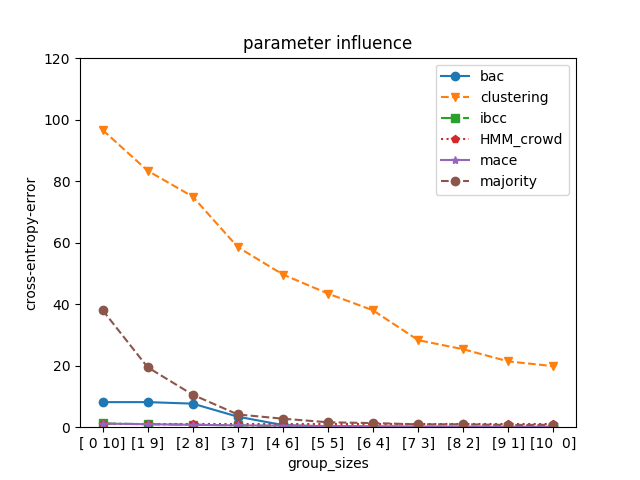 parameter influence
120
100
80
60
40
20
0
cross-entropy-error
bac
clustering
ibcc
HMM_crowd
mace
majority
[ 0 10] [1 9] [2 8] [3 7] [4 6] [5 5] [6 4] [7 3] [8 2] [9 1] [10  0]
group_sizes